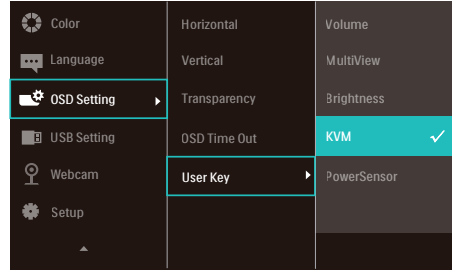 Color
Language
OSD Setting
USB Setting
Webcam
Setup
Horizontal
Vertical
Transparency
OSD Time Out
User Key
Volume
MultiView
Brightness
KVM
PowerSensor